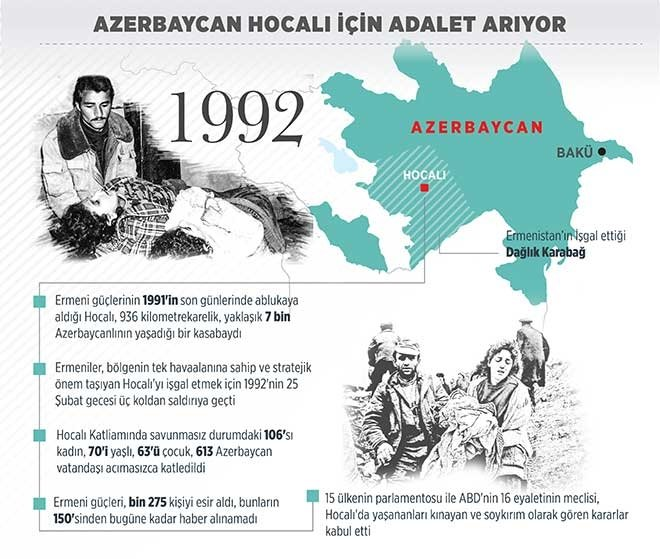 AZERBAYCAN HOCALI İÇİN ADALET ARIYOR
1992
AZERBAYCAN
BAKÜ
HOCALI
Ermenistan'ın İşgal ettiği
Dağlık Karabağ
Ermeni güçlerinin 1991'in son günlerinde ablukaya
aldığı Hocalı, 936 kilometrekarelik, yaklaşık 7 bin
Azerbaycanlının yaşadığı bir kasabaydı
Ermeniler, bölgenin tek havaalanına sahip ve stratejik
önem taşıyan Hocalı'yı işgal etmek için 1992'nin 25
Şubat gecesi üç koldan saldırıya geçti
Hocalı Katliamında savunmasız durumdaki 106'sı
kadın, 70'i yaşlı, 63'ü çocuk, 613 Azerbaycan
vatandaşı acımasızca katledildi
Ermeni güçleri, bin 275 kişiyi esir aldı, bunların
150'sinden bugüne kadar haber alınamadı
15 ülkenin parlamentosu ile ABD'nin 16 eyaletinin meclisi,
Hocalı'da yaşananları kınayan ve soykırım olarak gören kararlar
kabul etti